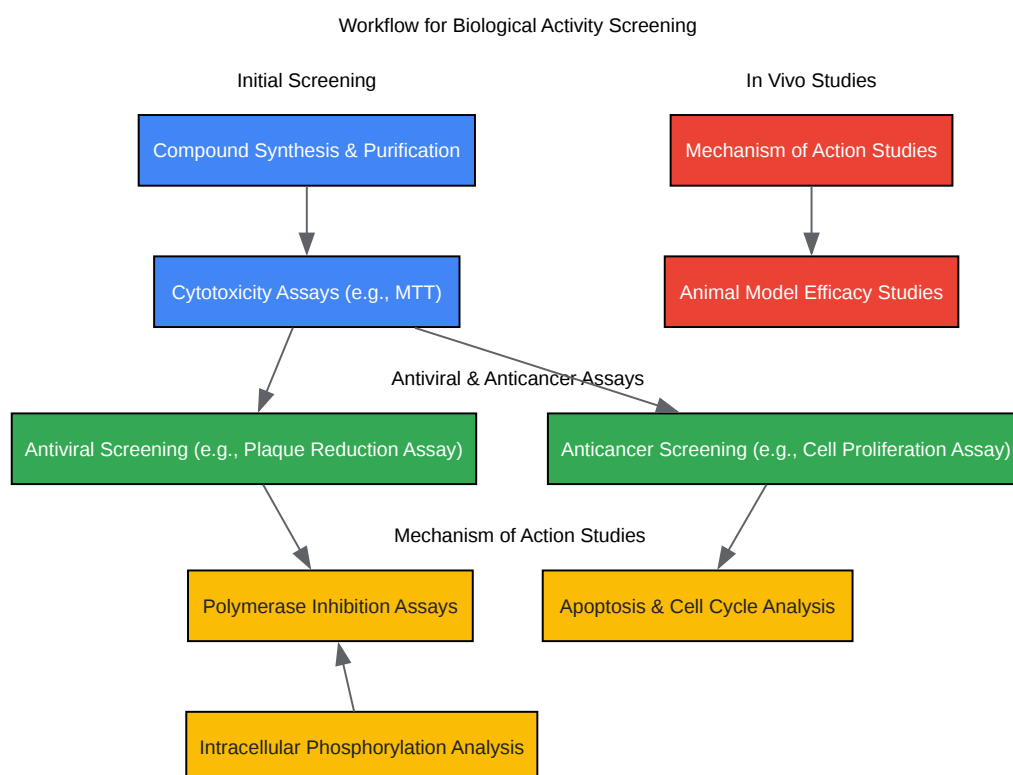 Workflow for Biological Activity Screening
Initial Screening
In Vivo Studies
Compound Synthesis & Purification
Mechanism of Action Studies
Cytotoxicity Assays (e.g., MTT)
Animal Model Efficacy Studies
Antiviral & Anticancer Assays
Antiviral Screening (e.g., Plaque Reduction Assay)
Anticancer Screening (e.g., Cell Proliferation Assay)
Mechanism of Action Studies
Polymerase Inhibition Assays
Apoptosis & Cell Cycle Analysis
Intracellular Phosphorylation Analysis